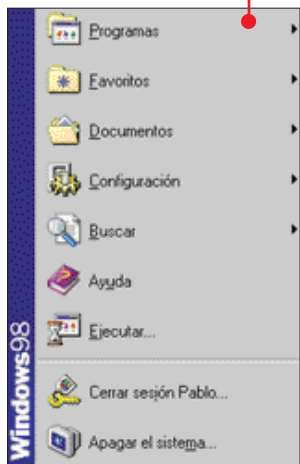 Programas
Favoritos
Documentos
Configuración
Buscar
Ayuda
Ejecutar...
Cerrar sesión Pablo...
Apagar el sistema...
Windows98